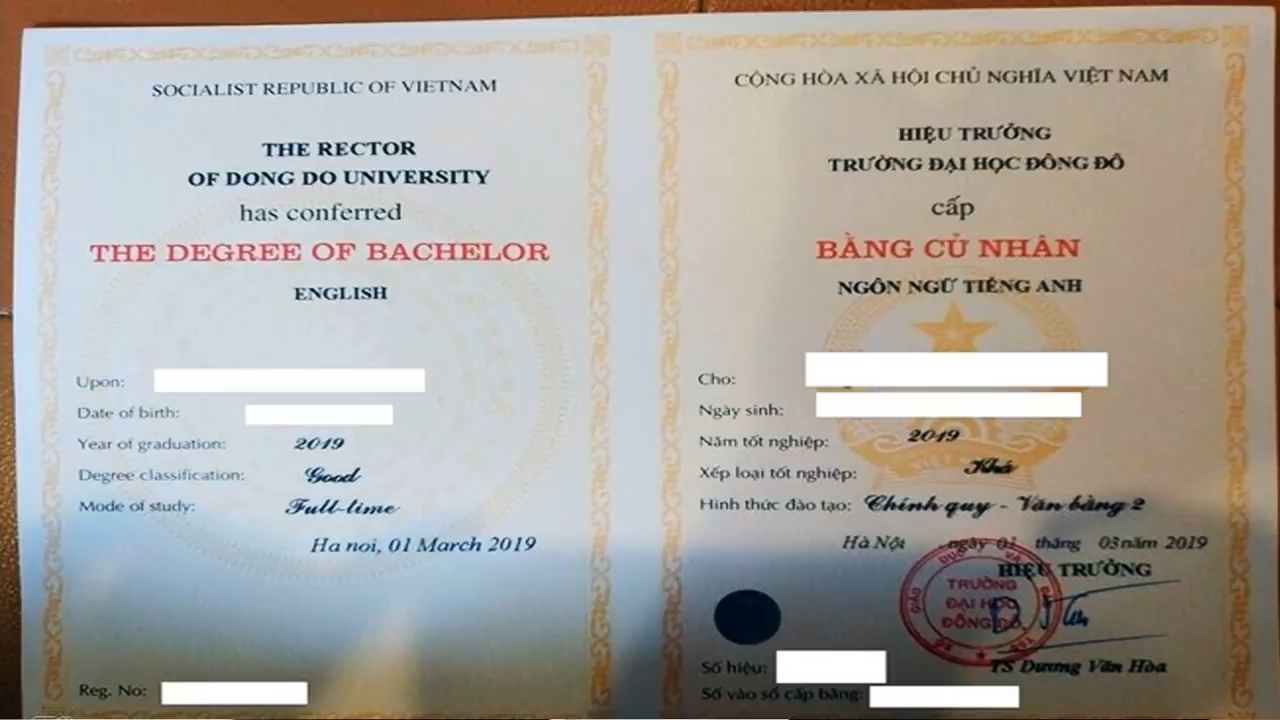 SOCIALIST REPUBLIC OF VIETNAM
THE RECTOR
OF DONG DO UNIVERSITY
has conferred
THE DEGREE OF BACHELOR
ENGLISH
Upon:
Date of birth:
Year of graduation: 2019
Degree classification: Good
Mode of study: Full-time
Ha noi, 01 March 2019
Reg. No:
CỘNG HÒA XÃ HỘI CHỦ NGHĨA VIỆT NAM
HIỆU TRƯỞNG
TRƯỜNG ĐẠI HỌC ĐÔNG ĐÔ
cấp
BẰNG CỬ NHÂN
NGÔN NGỮ TIẾNG ANH
Cho:
Ngày sinh:
Năm tốt nghiệp: 2019
Xếp loại tốt nghiệp: Khá
Hình thức đào tạo: Chính quy - Văn bằng 2
Hà Nội ngày 01 tháng 03 năm 2019
HIỆU TRƯỞNG
TRƯỜNG
ĐẠI HỌC
ĐÔNG ĐÔ
TS Dương Văn Hòa
Số hiệu:
Số vào sổ cấp bằng: